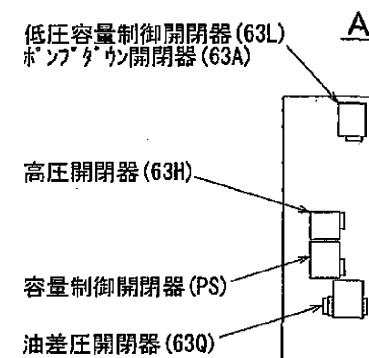 低圧容量制御開閉器(63L)
ポンプダウン開閉器(63A)
A
高圧開閉器(63H)
容量制御開閉器(PS)
油差圧開閉器(63Q)